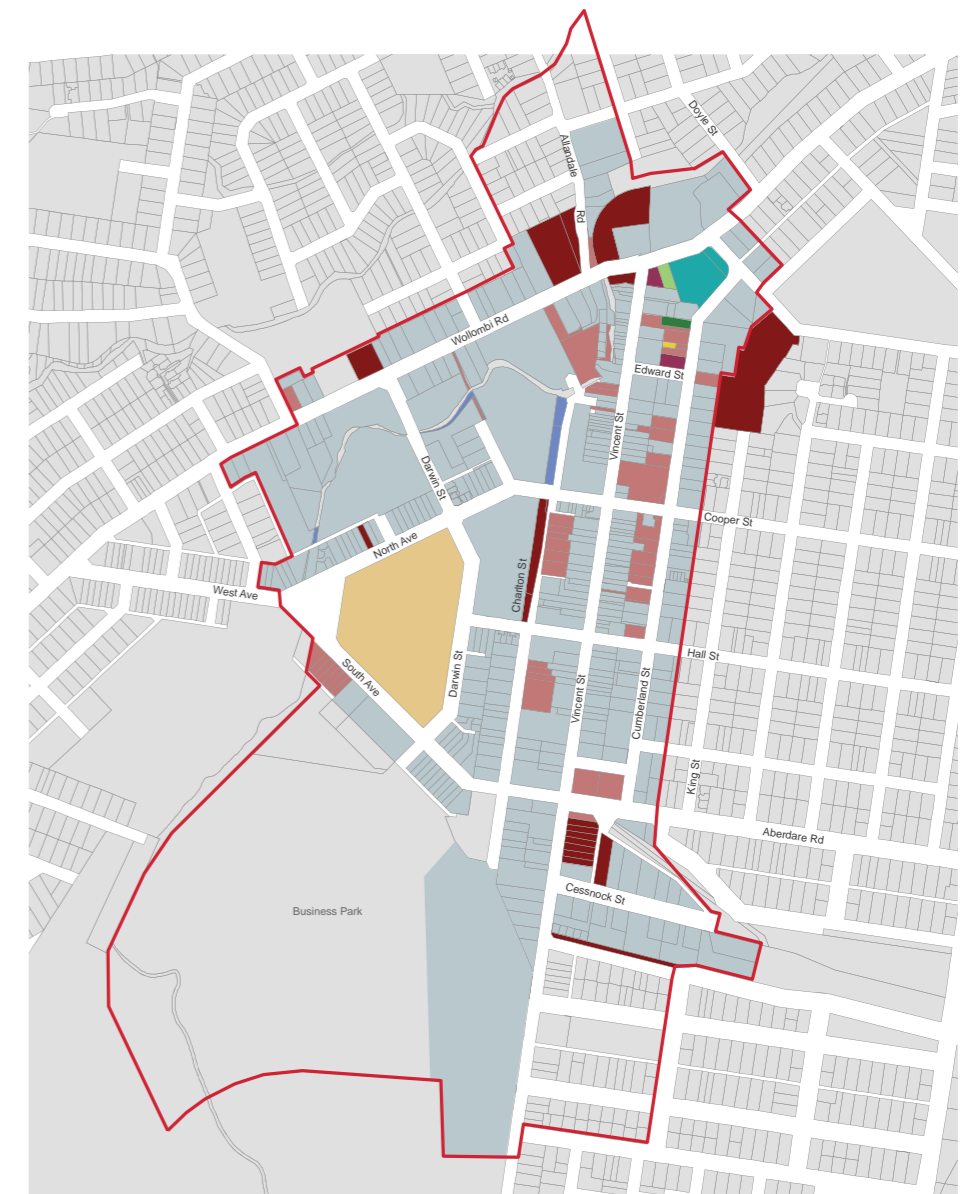 Doyle St
Allandale
Rd
Wollombi Rd
Edward St
Vincent St
Darwin St
Cooper St
North Ave
Charlton St
West Ave
Hall St
South Ave
Darwin St
Vincent St
Cumberland St
King St
Aberdare Rd
Cessnock St
Business Park